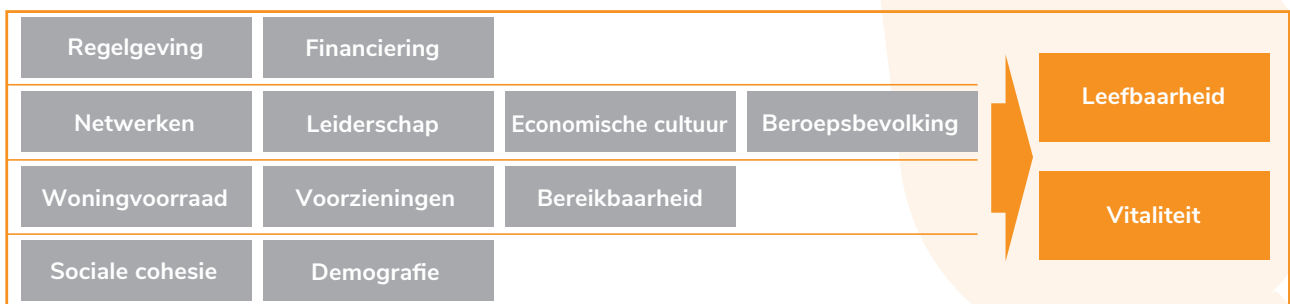 Regelgeving
Financiering
Netwerken
Leiderschap
Economische cultuur
Beroepsbevolking
Woningvoorraad
Voorzieningen
Bereikbaarheid
Sociale cohesie
Demografie
Leefbaarheid
Vitaliteit